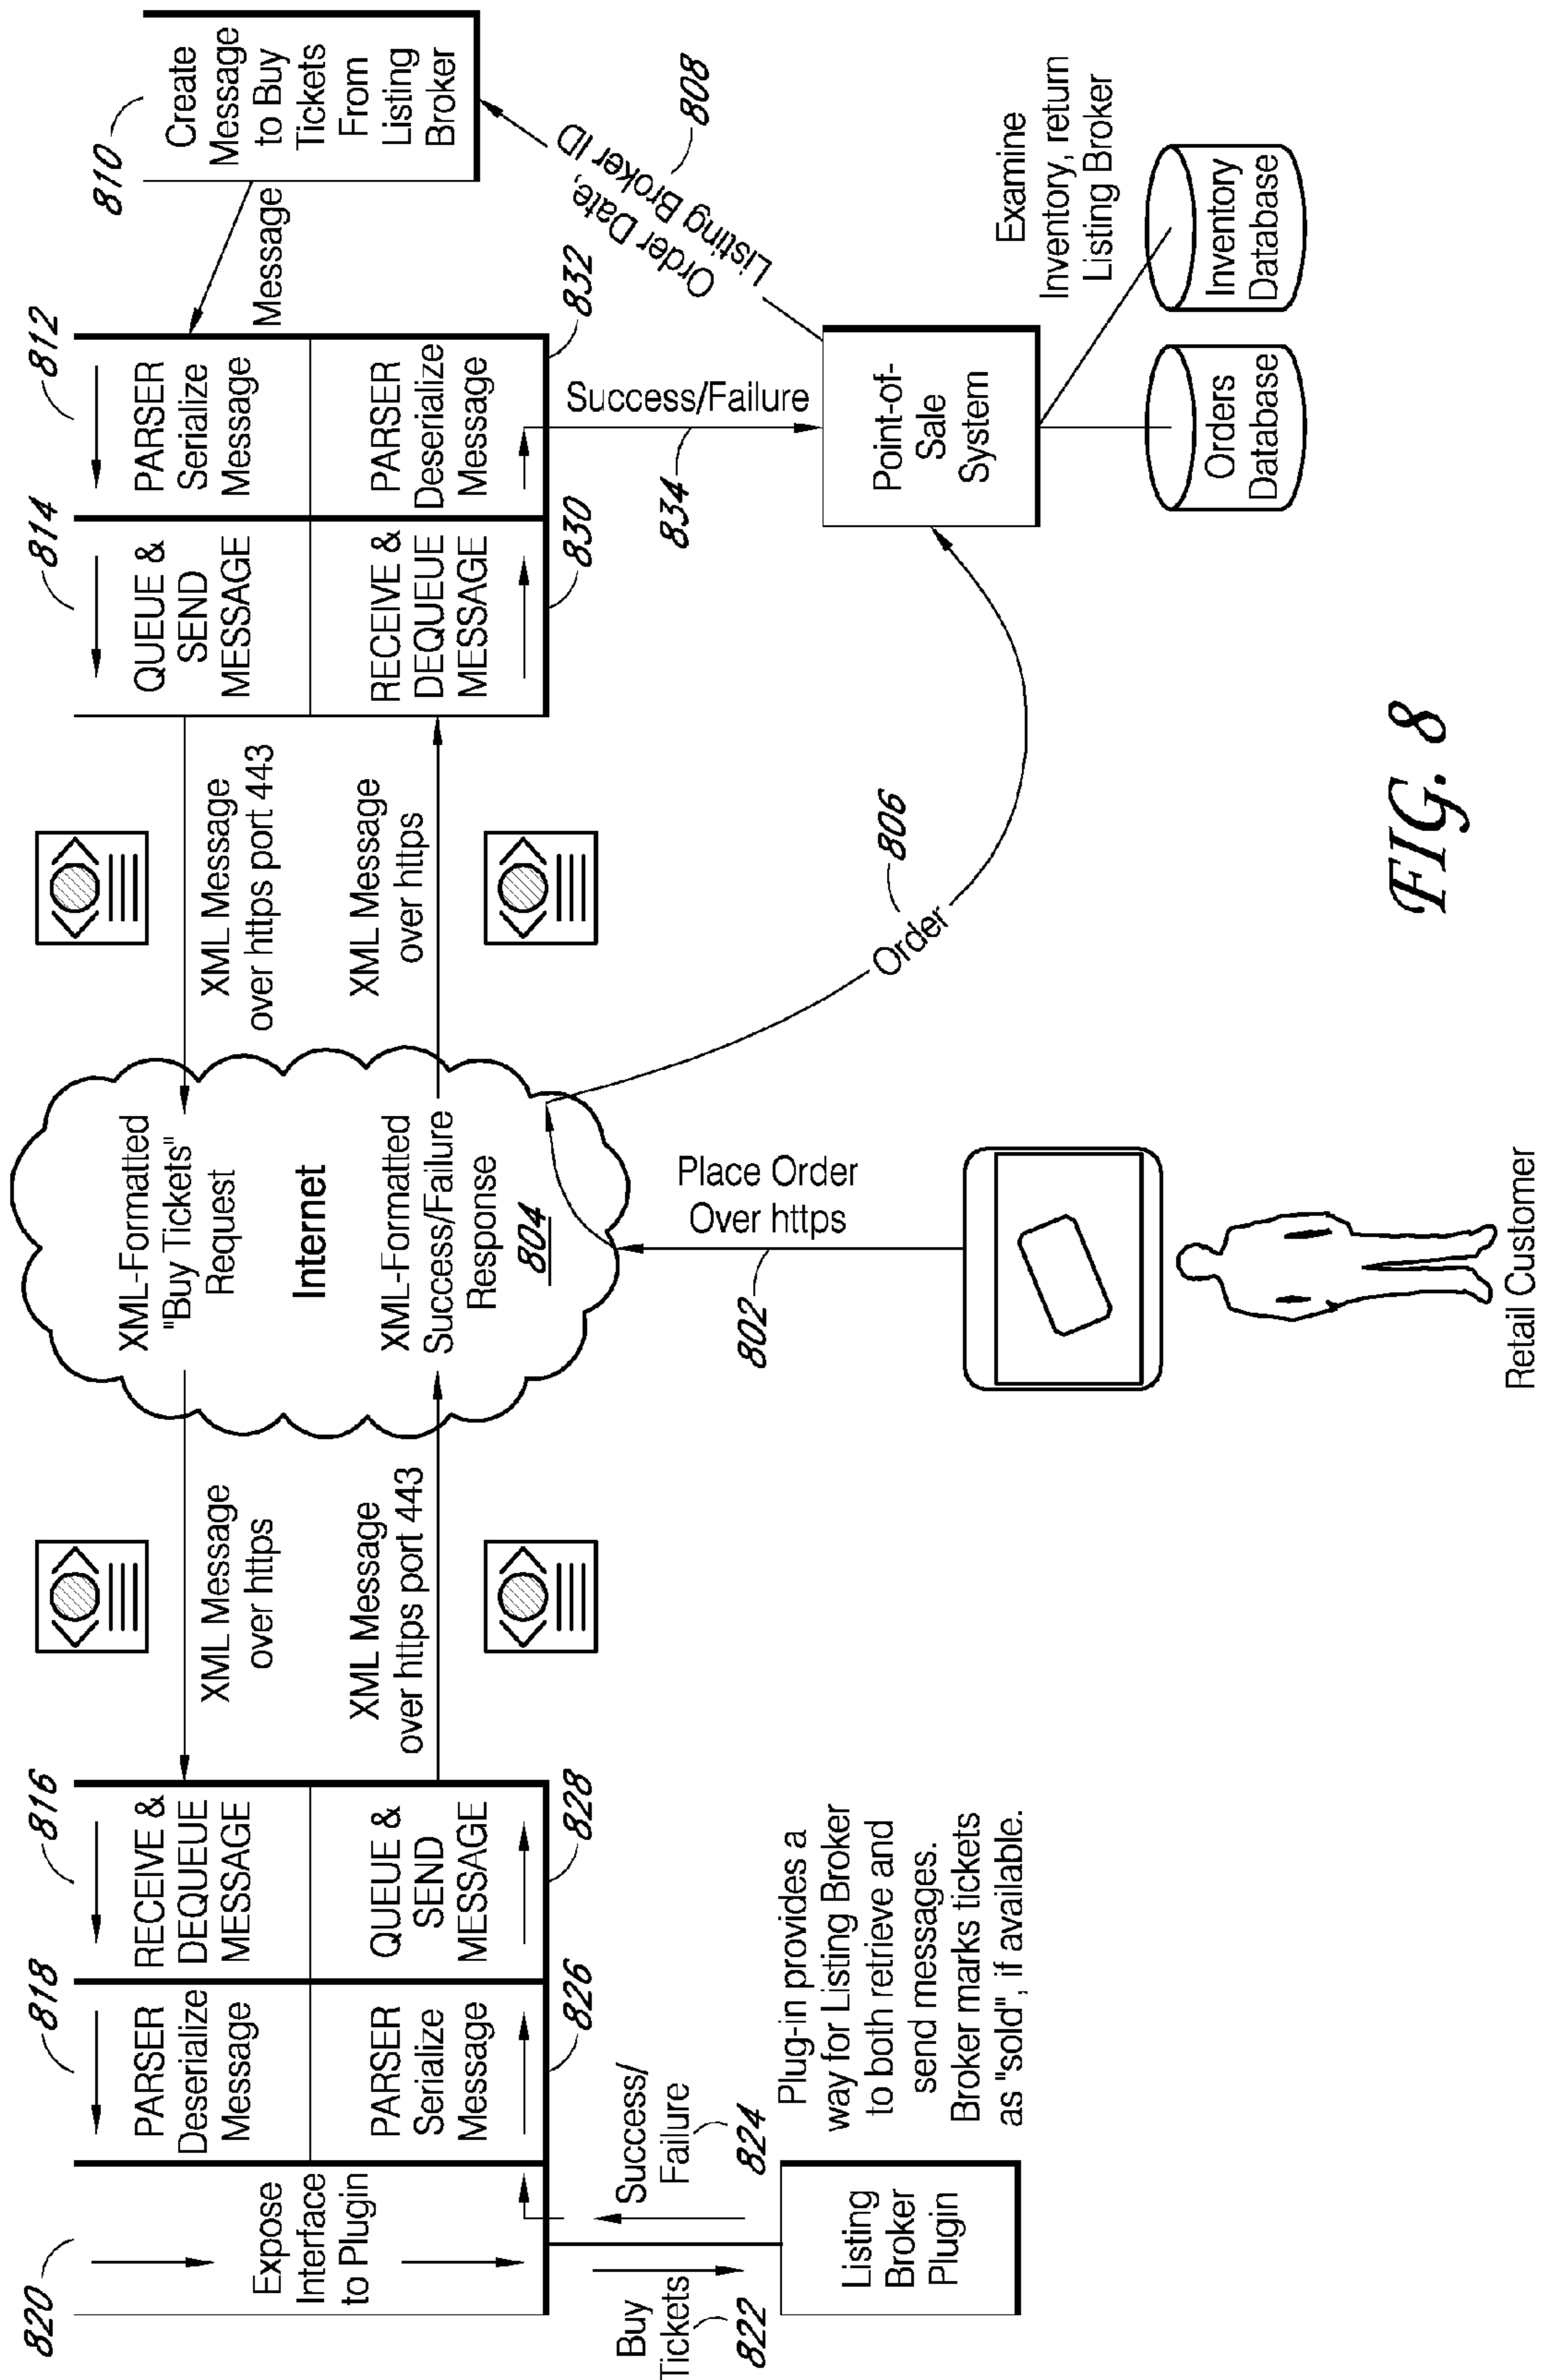 820
818
816
814
812
810
Expose
Interface
to Plugin
PARSER
Deserialize
Message
RECEIVE &
DEQUEUE
MESSAGE
XML Message
over https
XML-Formatted
"Buy Tickets"
Request
XML Message
over https port 443
QUEUE &
SEND
MESSAGE
PARSER
Serialize
Message
Message
Create
Message
to Buy
Tickets
From
Listing
Broker
Internet
PARSER
Serialize
Message
QUEUE &
SEND
MESSAGE
XML Message
over https port 443
XML-Formatted
Success/Failure
Response
804
XML Message
over https
RECEIVE &
DEQUEUE
MESSAGE
PARSER
Deserialize
Message
826
828
830
832
Buy
Tickets
822
Success/
Failure
824
Place Order
Over https
802
Order
806
Success/Failure
834
Order Date,
Listing Broker ID
808
Listing
Broker
Plugin
Plug-in provides a
way for Listing Broker
to both retrieve and
send messages.
Broker marks tickets
as "sold", if available.
Point-of-
Sale
System
Examine
Inventory, return
Listing Broker
Orders
Database
Inventory
Database
Retail Customer
FIG. 8